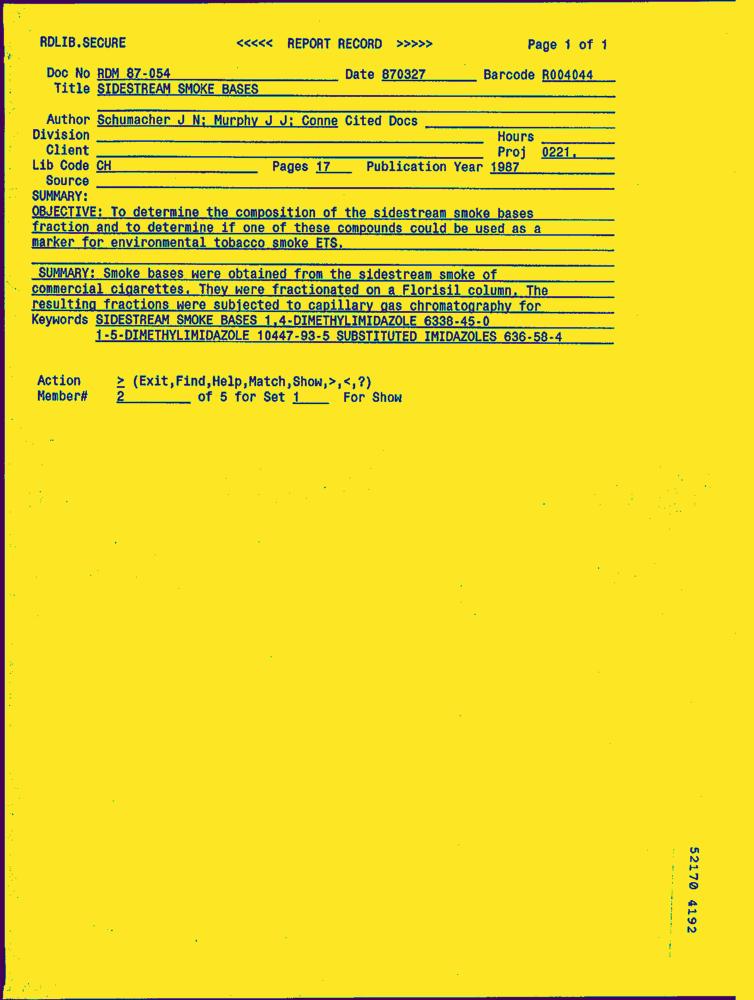 RDLIB.SECURE <<<<< REPORT RECORD >>>>> Page 1 of 1
Doc No RDM 87-054 Date 870327 Barcode R004044
Title SIDESTREAM SMOKE BASES
Author Schumacher J N; Murphy J J; Conne Cited Docs
Division Hours
Client Proj 0221.
Lib Code CH Pages 17 Publication Year 1987
Source
SUMMARY:
OBJECTIVE: To determine the composition of the sidestream smoke bases
fraction and to determine if one of these compounds could be used as a
marker for environmental tobacco smoke ETS.
SUMMARY: Smoke bases were obtained from the sidestream smoke of
commercial cigarettes. They were fractionated on a Florisil column. The
resulting fractions were subjected to capillary gas chromatography for
Keywords SIDESTREAM SMOKE BASES 1,4-DIMETHYLIMIDAZOLE 6338-45-0
1-5-DIMETHYLIMIDAZOLE 10447-93-5 SUBSTITUTED IMIDAZOLES 636-58-4
Action > (Exit,Find,Help,Match,Show,>,<,?)
Member# 2 of 5 for Set 1 For Show
52170 4192